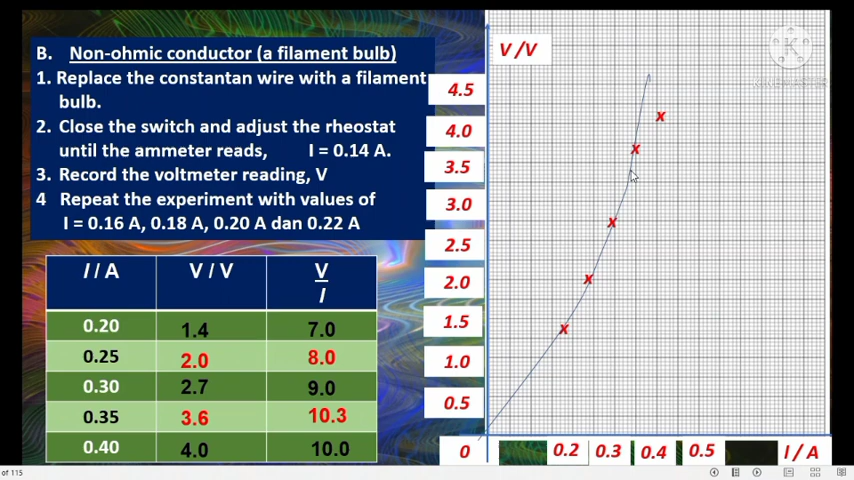 B. Non-ohmic conductor (a filament bulb)
1. Replace the constantan wire with a filament
bulb.
2. Close the switch and adjust the rheostat
until the ammeter reads, I = 0.14 A.
3. Record the voltmeter reading, V
4 Repeat the experiment with values of
I = 0.16 A, 0.18 A, 0.20 A dan 0.22 A
I / A V / V V
I
0.20 1.4 7.0
0.25 2.0 8.0
0.30 2.7 9.0
0.35 3.6 10.3
0.40 4.0 10.0
V /V
4.5
4.0
3.5
3.0
2.5
2.0
1.5
1.0
0.5
0 0.2 0.3 0.4 0.5 I / A
x
x
x
x
x
K
KINEMASTER
of 115